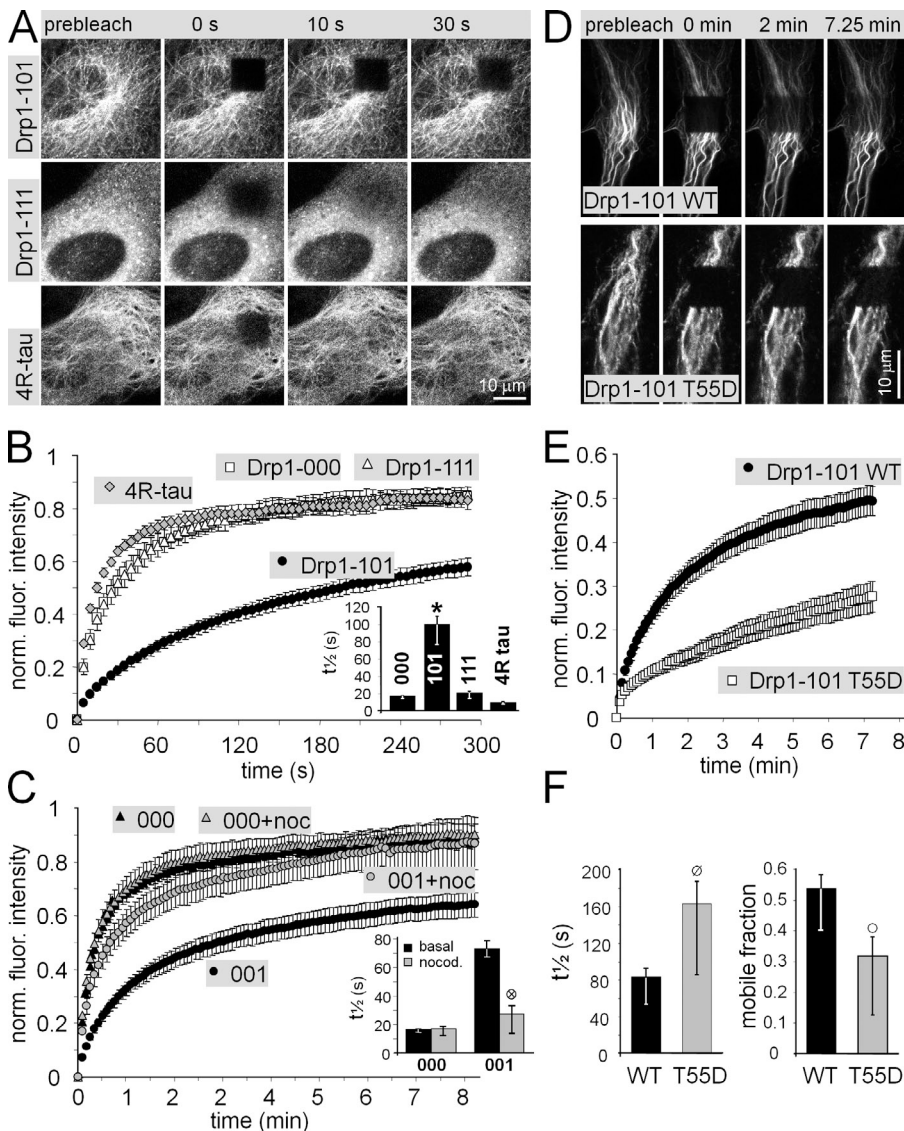 A
prebleach 0 s 10 s 30 s
Drp1-101
Drp1-111
4R-tau
10 µm
D
prebleach 0 min 2 min 7.25 min
Drp1-101 WT
Drp1-101 T55D
10 µm
B
norm. fluor. intensity
1
0.8
0.6
0.4
0.2
0
4R-tau
Drp1-000
Drp1-111
Drp1-101
0 60 120 180 240 300
time (s)
t½ (s)
120
100
80
60
40
20
0
*
000
101
111
4R tau
E
norm. fluor. intensity
0.6
0.5
0.4
0.3
0.2
0.1
0
Drp1-101 WT
Drp1-101 T55D
0 1 2 3 4 5 6 7 8
time (min)
C
norm. fluor. intensity
1
0.8
0.6
0.4
0.2
0
000
000+noc
001+noc
001
0 1 2 2 3 4 5 6 7 8
time (min)
t½ (s)
80
60
40
20
0
basal
nocod.
⊗
000 001
F
t½ (s)
200
160
120
80
40
0
∅
WT T55D
mobile fraction
0.6
0.5
0.4
0.3
0.2
0.1
0
○
WT T55D